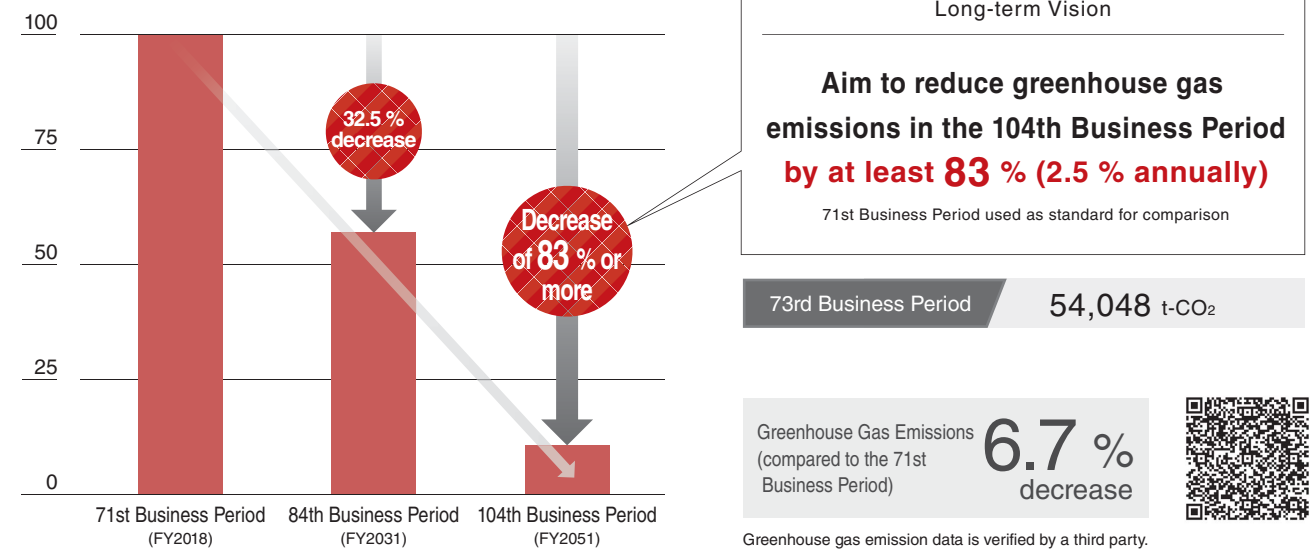 100
75
50
25
0
32.5 %
decrease
Decrease
of 83 % or
more
71st Business Period
(FY2018)
84th Business Period
(FY2031)
104th Business Period
(FY2051)
Long-term Vision
Aim to reduce greenhouse gas
emissions in the 104th Business Period
by at least 83 % (2.5 % annually)
71st Business Period used as standard for comparison
73rd Business Period 54,048 t-CO2
Greenhouse Gas Emissions
(compared to the 71st
Business Period)
6.7 %
decrease
Greenhouse gas emission data is verified by a third party.